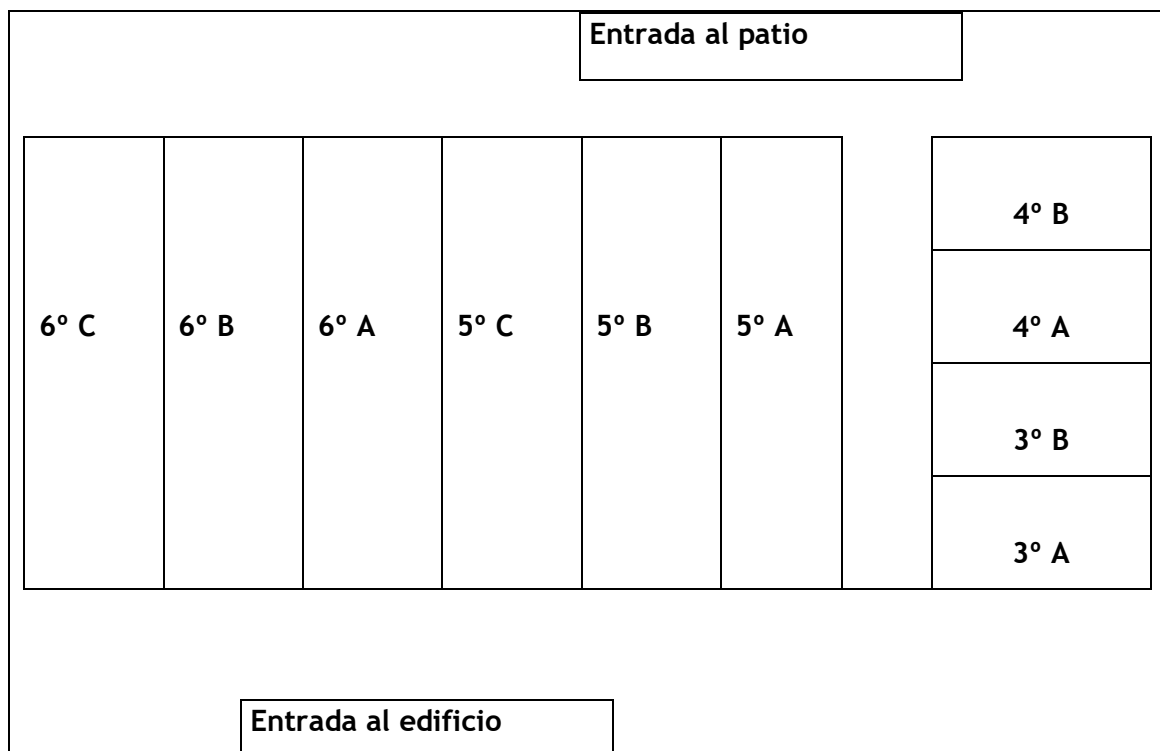 Entrada al patio
6º C
6º B
6º A
5º C
5º B
5º A
4º B
4º A
3º B
3º A
Entrada al edificio